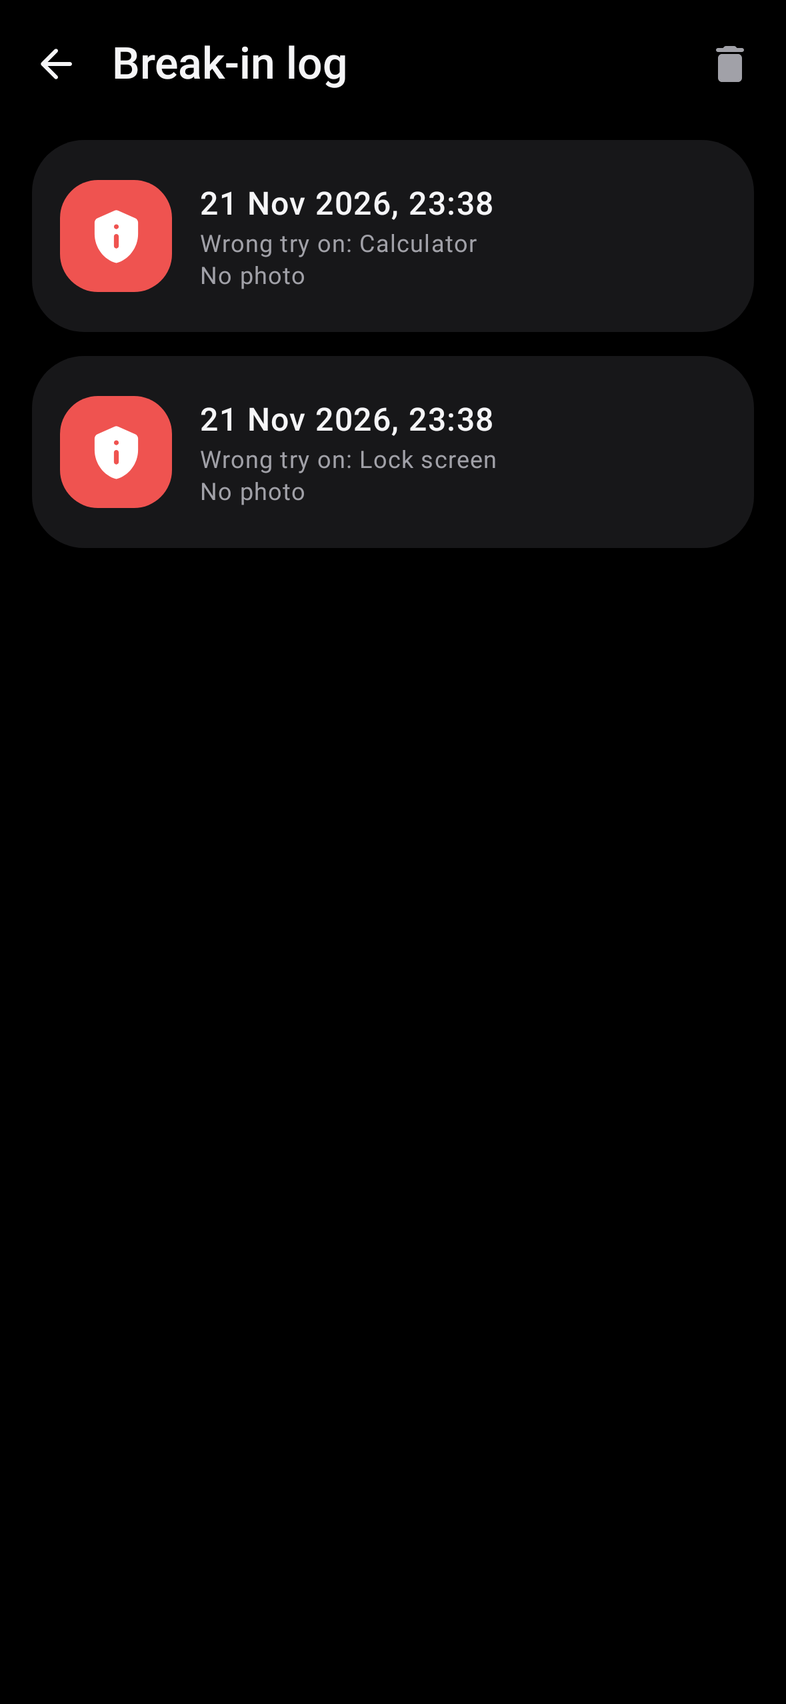 Break-in log
21 Nov 2026, 23:38
Wrong try on: Calculator
No photo
21 Nov 2026, 23:38
Wrong try on: Lock screen
No photo